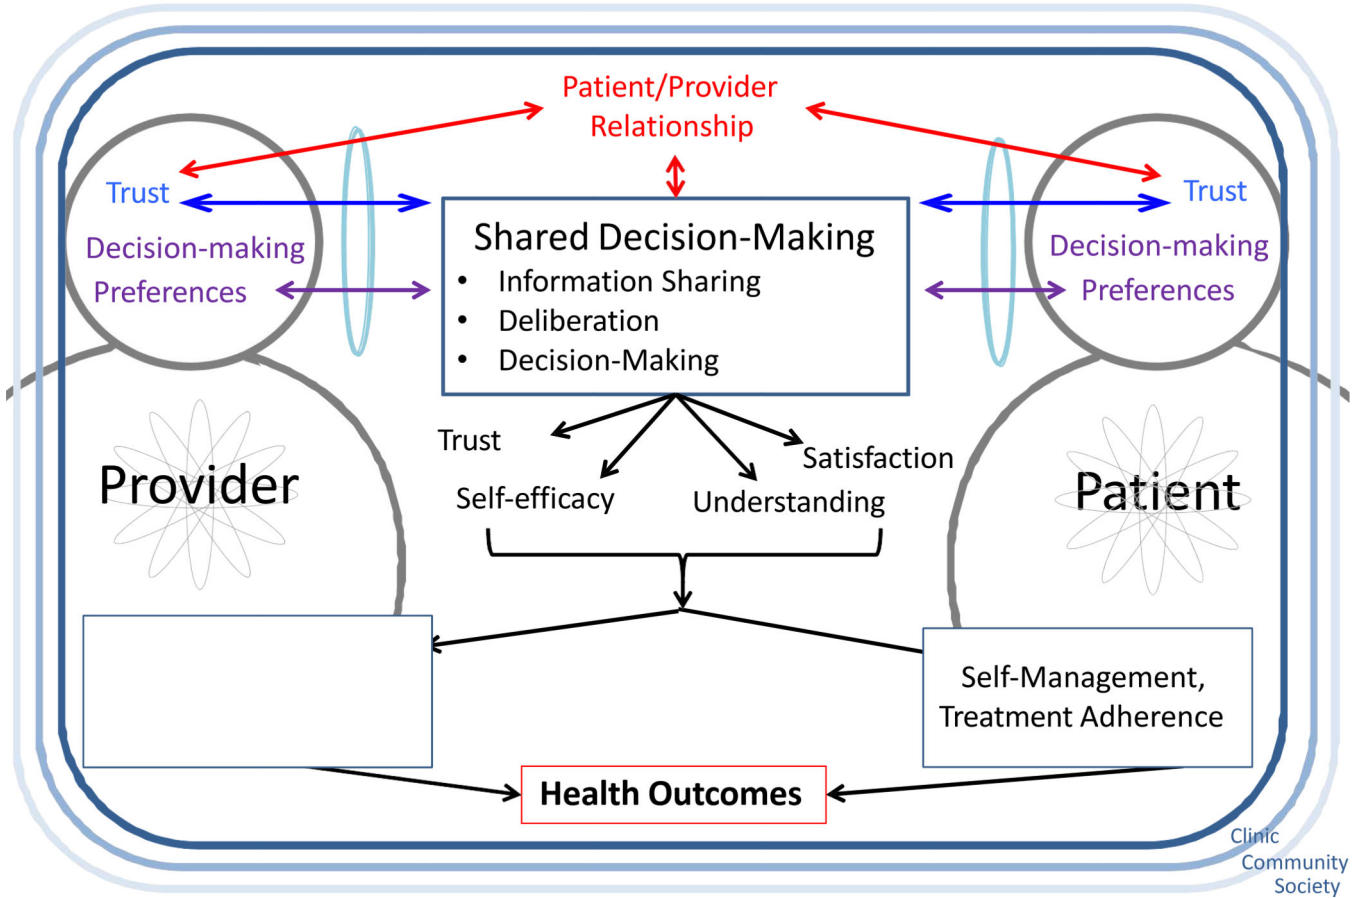 Patient/Provider
Relationship
Trust
Decision-making
Preferences
Shared Decision-Making
• Information Sharing
• Deliberation
• Decision-Making
Trust
Decision-making
Preferences
Trust
Satisfaction
Self-efficacy
Understanding
Provider
Patient
Self-Management,
Treatment Adherence
Health Outcomes
Clinic
Community
Society